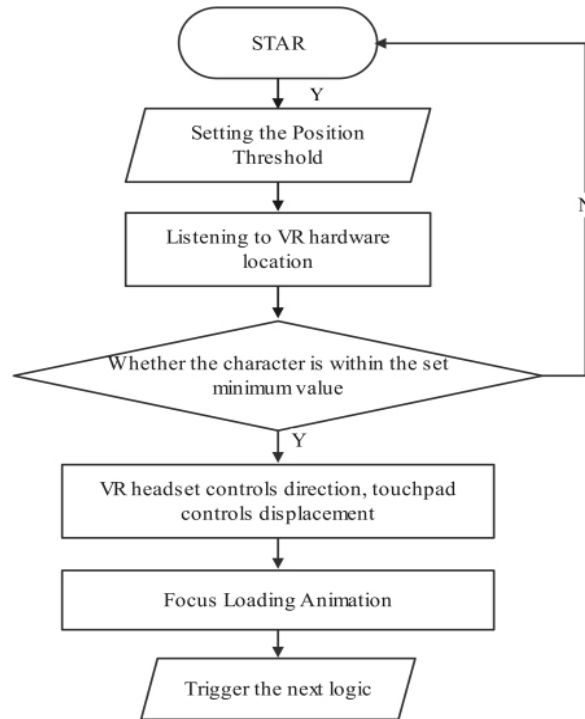 STAR
Y
Setting the Position
Threshold
Listening to VR hardware
location
N
Whether the character is within the set
minimum value
Y
VR headset controls direction, touchpad
controls displacement
Focus Loading Animation
Trigger the next logic